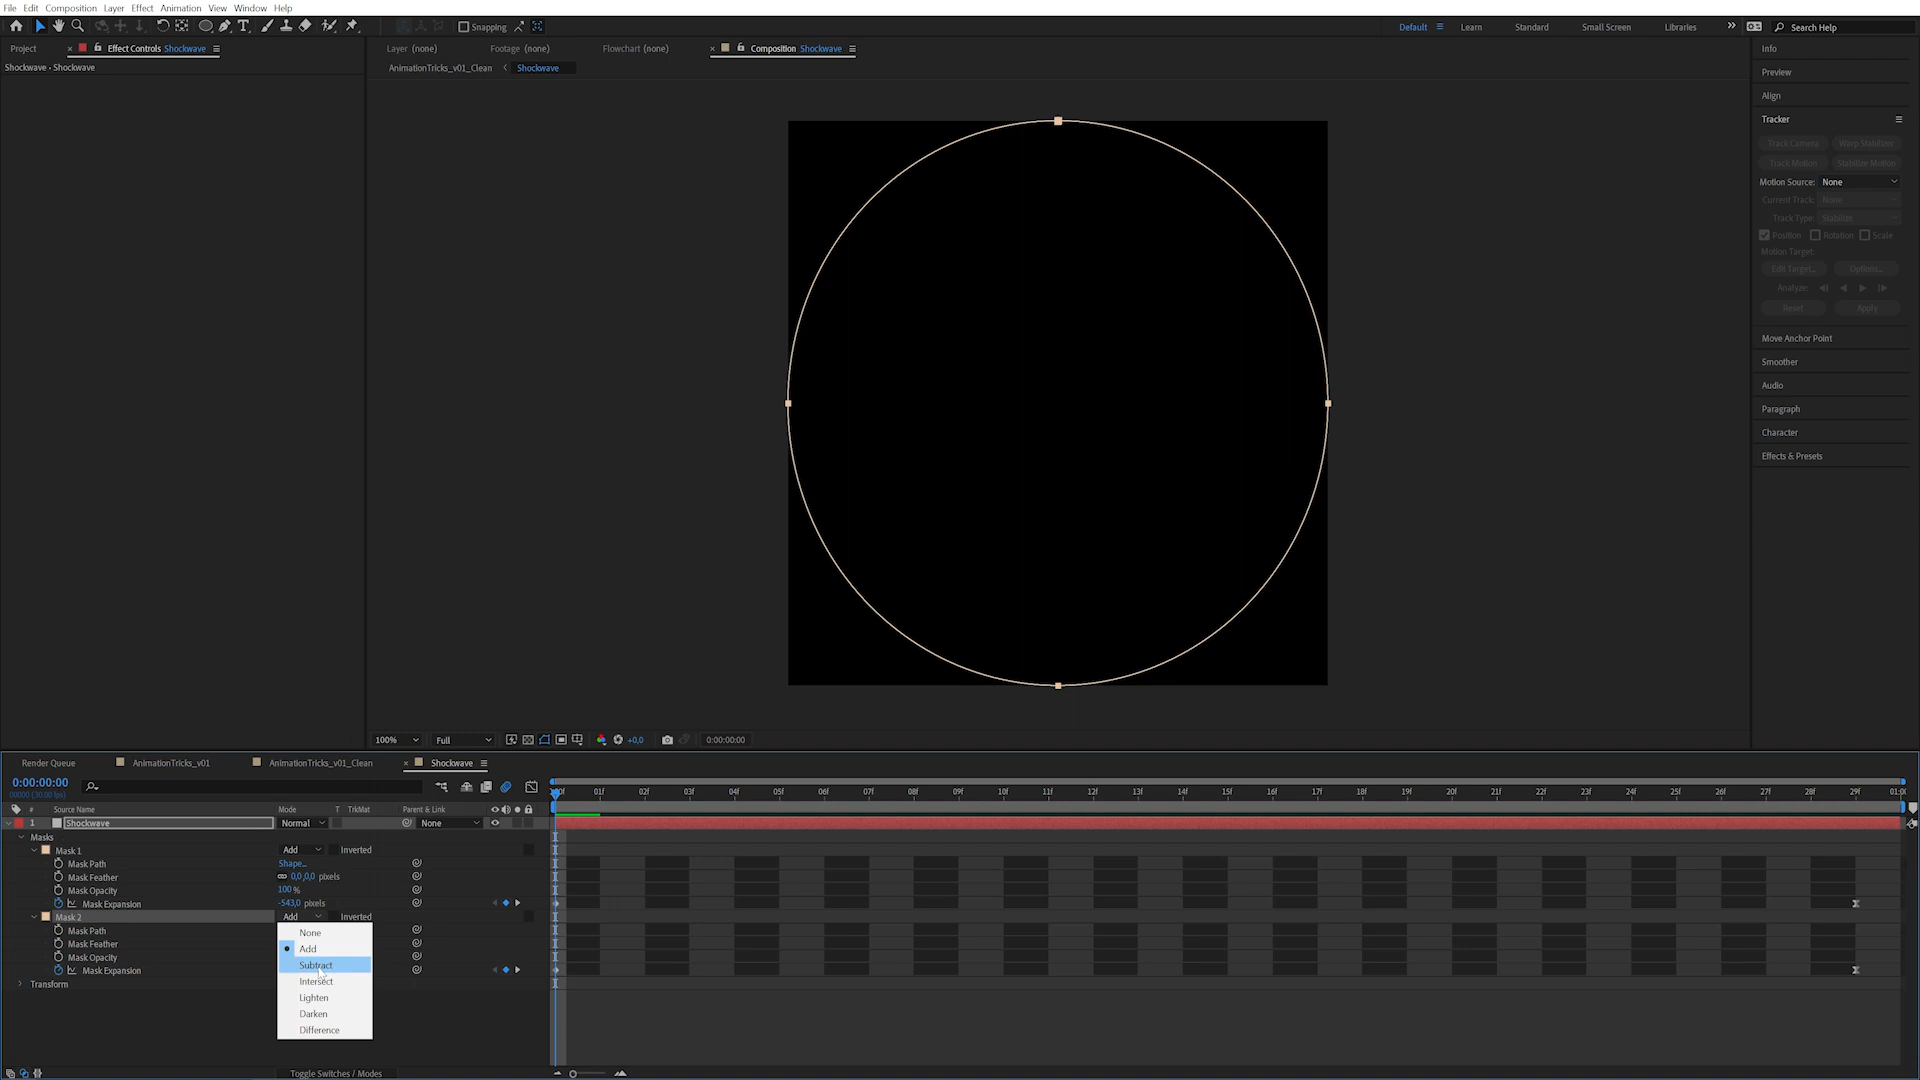 File Edit Composition Layer Effect Animation View Window Help
Snapping
Default Learn Standard Small Screen Libraries Search Help
Project Effect Controls Shockwave
Shockwave • Shockwave
Layer (none) Footage (none) Flowchart (none) Composition Shockwave
AnimationTricks_v01_Clean Shockwave
Info
Preview
Align
Tracker
Track Camera Warp Stabilizer
Track Motion Stabilize Motion
Motion Source: None
Current Track: None
Track Type: Stabilize
Position Rotation Scale
Motion Target:
Edit Target... Options...
Analyze:
Reset Apply
Move Anchor Point
Smoother
Audio
Paragraph
Character
Effects & Presets
100% Full +0,0 0:00:00:00
Render Queue AnimationTricks_v01 AnimationTricks_v01_Clean Shockwave
0:00:00:00
00000 (30.00 fps)
:00f 01f 02f 03f 04f 05f 06f 07f 08f 09f 10f 11f 12f 13f 14f 15f 16f 17f 18f 19f 20f 21f 22f 23f 24f 25f 26f 27f 28f 29f 01:0(
# Source Name Mode T TrkMat Parent & Link
1 Shockwave Normal None
Masks
Mask 1 Add Inverted
Mask Path Shape...
Mask Feather 0,0,0,0 pixels
Mask Opacity 100 %
Mask Expansion -543,0 pixels
Mask 2 Add Inverted
Mask Path
Mask Feather
Mask Opacity
Mask Expansion
Transform
None
Add
Subtract
Intersect
Lighten
Darken
Difference
Toggle Switches / Modes